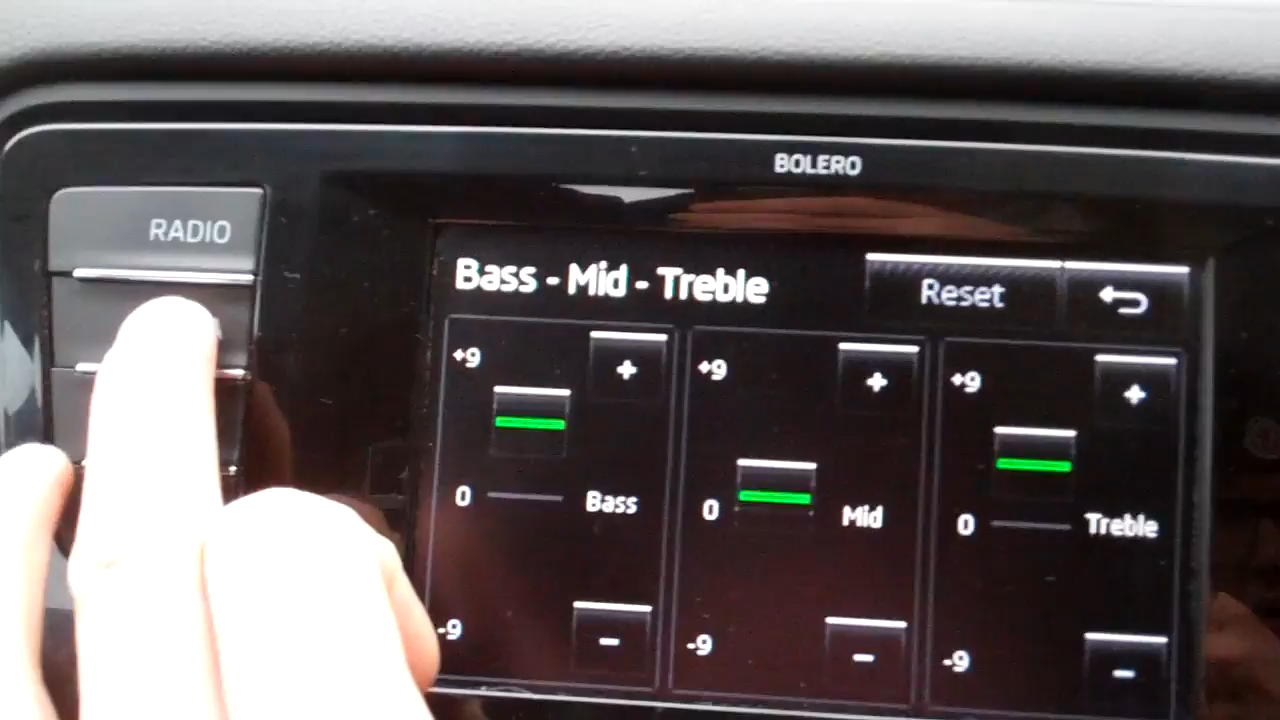 BOLERO
RADIO
Bass - Mid - Treble
Reset
+9 + +9 + +9 +
0 Bass 0 Mid 0 Treble
-9 - -9 - -9 -